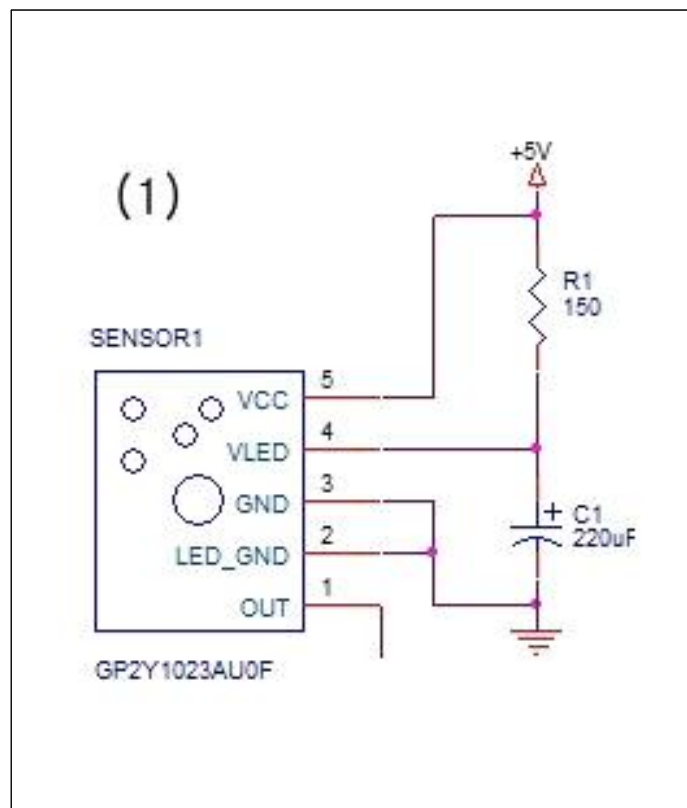 (1)
+5V
R1
150
SENSOR1
VCC 5
VLED 4
GND 3
LED_GND 2
OUT 1
C1
220uF
+
GP2Y1023AU0F